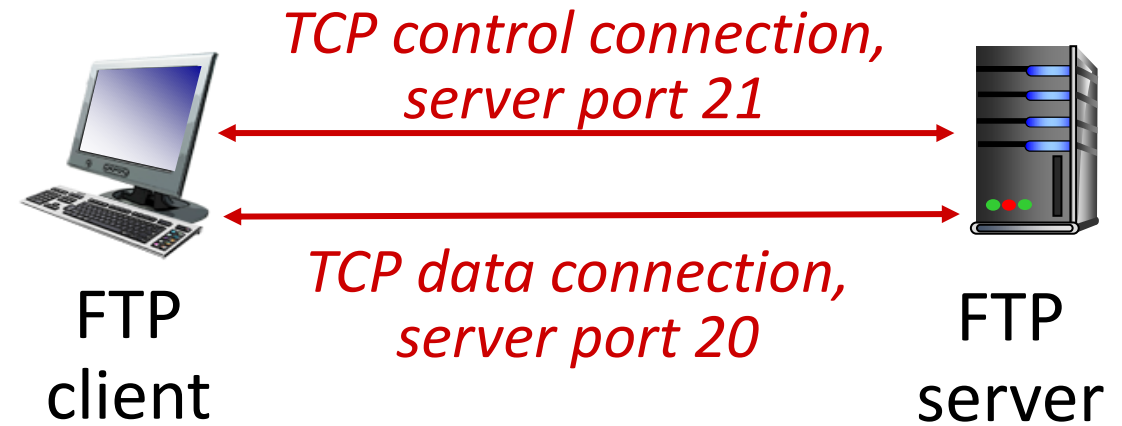 TCP control connection,
server port 21
TCP data connection,
server port 20
FTP
client
FTP
server